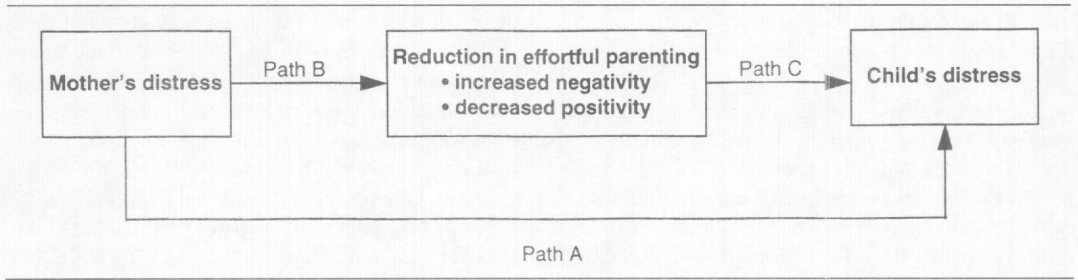 Mother's distress
Path B
Reduction in effortful parenting
• increased negativity
• decreased positivity
Path C
Child's distress
Path A